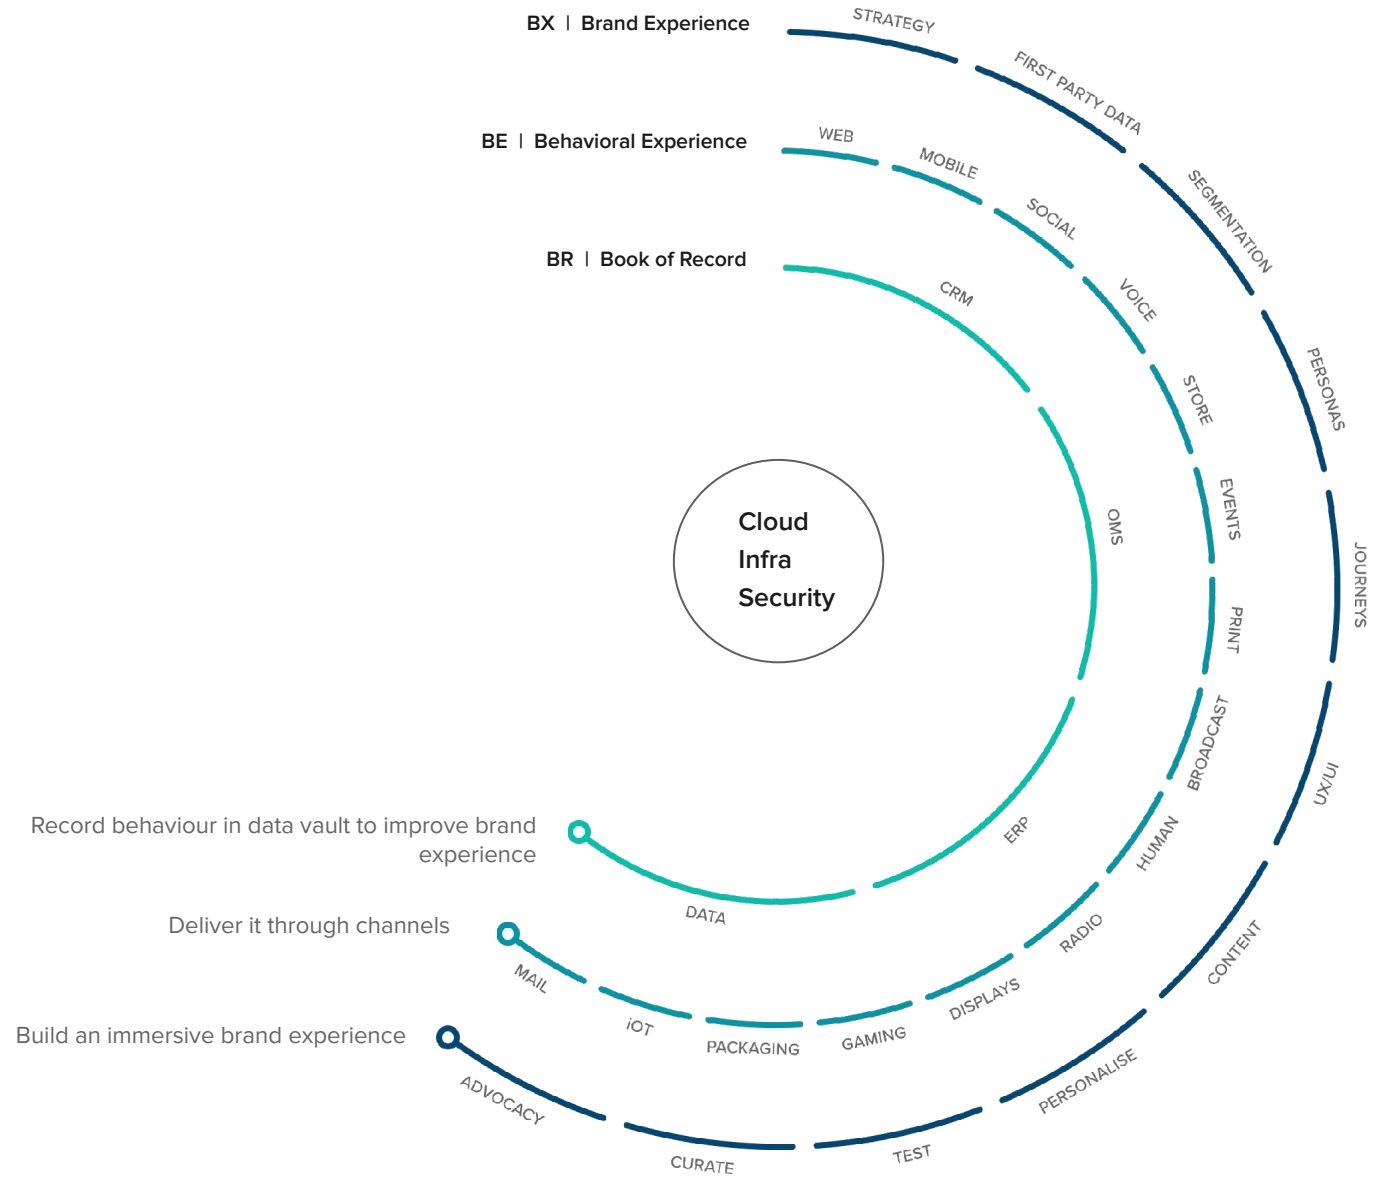 BX | Brand Experience
STRATEGY
FIRST PARTY DATA
SEGMENTATION
PERSONAS
JOURNEYS
UX/UI
CONTENT
PERSONALISE
TEST
CURATE
ADVOCACY
BE | Behavioral Experience
WEB
MOBILE
SOCIAL
VOICE
STORE
EVENTS
PRINT
BROADCAST
HUMAN
RADIO
DISPLAYS
GAMING
PACKAGING
iOT
MAIL
BR | Book of Record
CRM
OMS
ERP
DATA
Cloud
Infra
Security
Record behaviour in data vault to improve brand
experience
Deliver it through channels
Build an immersive brand experience